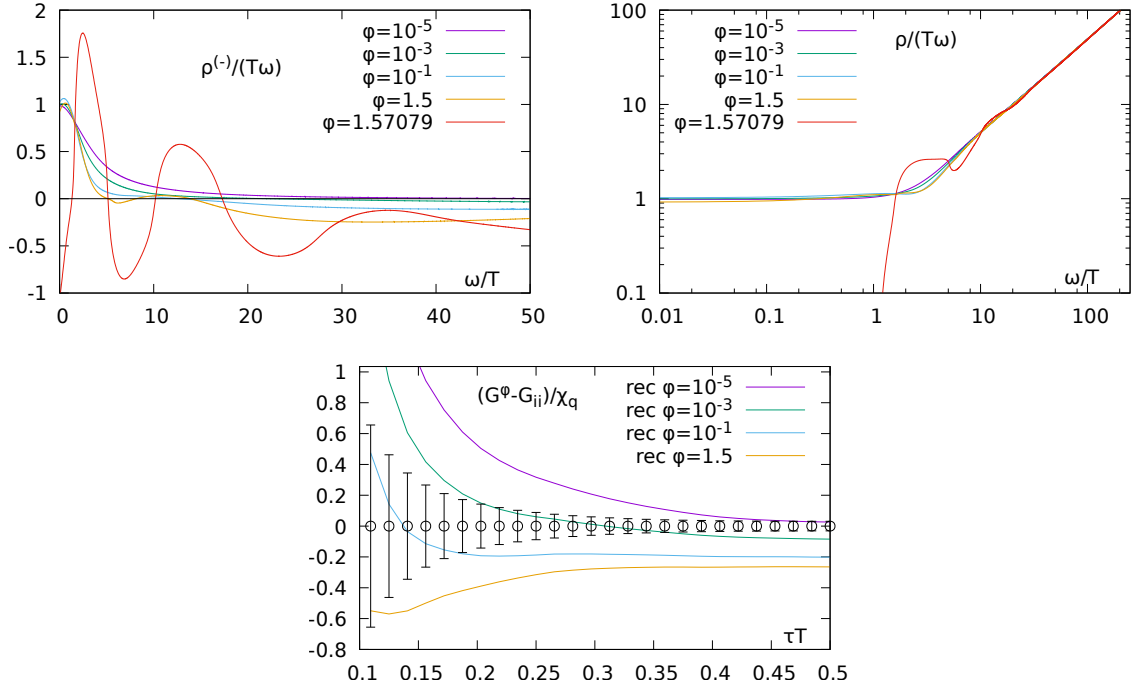 2
1.5
1
0.5
0
-0.5
-1
ρ⁽⁻⁾/(Tω)
φ=10⁻⁵
φ=10⁻³
φ=10⁻¹
φ=1.5
φ=1.57079
ω/T
0 10 20 30 40 50
100
10
1
0.1
ρ/(Tω)
φ=10⁻⁵
φ=10⁻³
φ=10⁻¹
φ=1.5
φ=1.57079
ω/T
0.01 0.1 1 10 100
1
0.8
0.6
0.4
0.2
0
-0.2
-0.4
-0.6
-0.8
(G^φ-G_ii)/χ_q
rec φ=10⁻⁵
rec φ=10⁻³
rec φ=10⁻¹
rec φ=1.5
τT
0.1 0.15 0.2 0.25 0.3 0.35 0.4 0.45 0.5